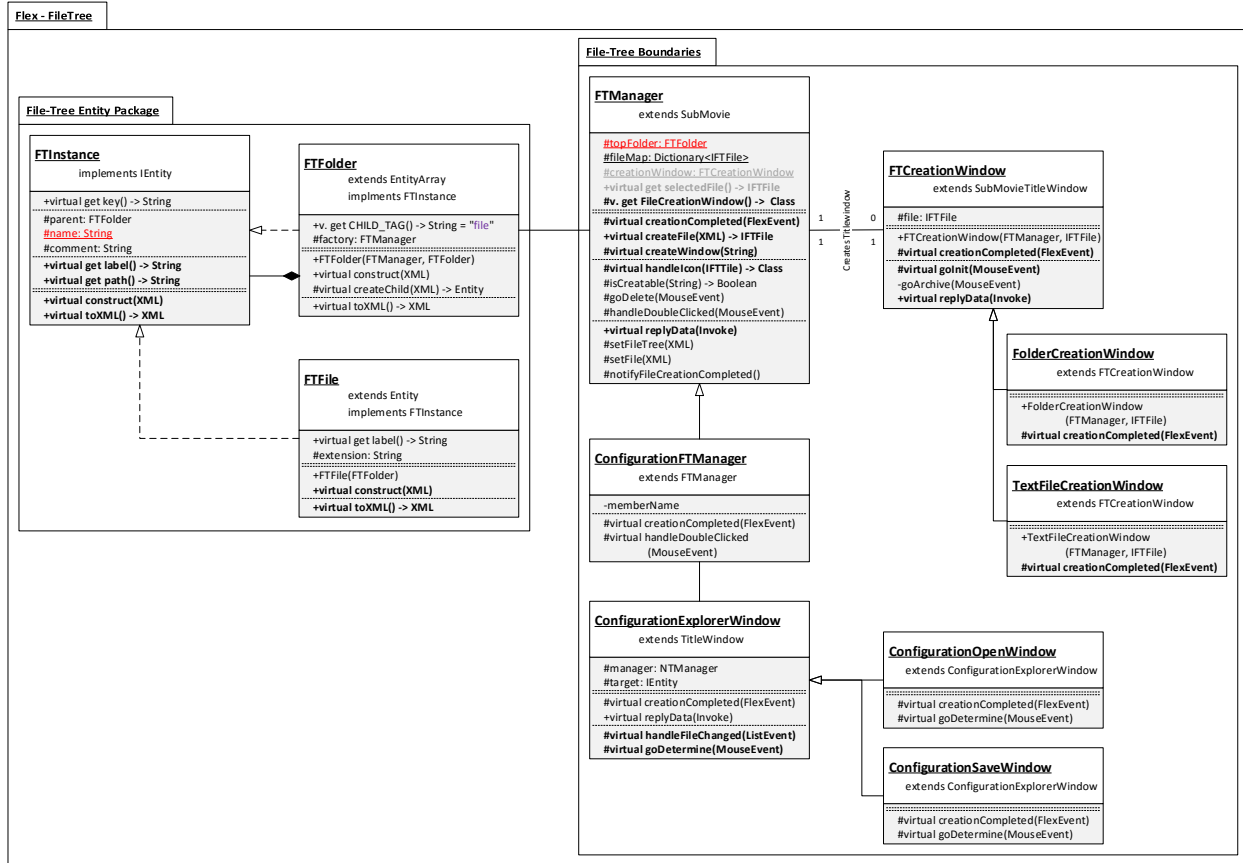 Flex - FileTree
File-Tree Entity Package
FTInstance
implements IEntity
+virtual get key() -> String
#parent: FTFolder
#name: String
#comment: String
+virtual get label() -> String
+virtual get path() -> String
+virtual construct(XML)
+virtual toXML() -> XML
FTFolder
extends EntityArray
implements FTInstance
+v. get CHILD_TAG() -> String = "file"
#factory: FTManager
+FTFolder(FTManager, FTFolder)
+virtual construct(XML)
#virtual createChild(XML) -> Entity
+virtual toXML() -> XML
FTFile
extends Entity
implements FTInstance
+virtual get label() -> String
#extension: String
+FTFile(FTFolder)
+virtual construct(XML)
+virtual toXML() -> XML
File-Tree Boundaries
FTManager
extends SubMovie
#topFolder: FTFolder
#fileMap: Dictionary<IFTFile>
#creationWindow: FTCreationWindow
+virtual get selectedFile() -> IFTFile
#v. get FileCreationWindow() -> Class
#virtual creationCompleted(FlexEvent)
+virtual createFile(XML) -> IFTFile
#virtual createWindow(String)
#virtual handleIcon(IFTTile) -> Class
#isCreatable(String) -> Boolean
#goDelete(MouseEvent)
#handleDoubleClicked(MouseEvent)
+virtual replyData(Invoke)
#setFileTree(XML)
#setFile(XML)
#notifyFileCreationCompleted()
1
1
CreatesTitlewindow
0
1
FTCreationWindow
extends SubMovieTitleWindow
#file: IFTFile
+FTCreationWindow(FTManager, IFTFile)
#virtual creationCompleted(FlexEvent)
#virtual goInit(MouseEvent)
-goArchive(MouseEvent)
+virtual replyData(Invoke)
FolderCreationWindow
extends FTCreationWindow
+FolderCreationWindow
(FTManager, IFTFile)
#virtual creationCompleted(FlexEvent)
TextFileCreationWindow
extends FTCreationWindow
+TextFileCreationWindow
(FTManager, IFTFile)
#virtual creationCompleted(FlexEvent)
ConfigurationFTManager
extends FTManager
-memberName
#virtual creationCompleted(FlexEvent)
#virtual handleDoubleClicked
(MouseEvent)
ConfigurationExplorerWindow
extends TitleWindow
#manager: NTManager
#target: IEntity
#virtual creationCompleted(FlexEvent)
+virtual replyData(Invoke)
#virtual handleFileChanged(ListEvent)
#virtual goDetermine(MouseEvent)
ConfigurationOpenWindow
extends ConfigurationExplorerWindow
#virtual creationCompleted(FlexEvent)
#virtual goDetermine(MouseEvent)
ConfigurationSaveWindow
extends ConfigurationExplorerWindow
#virtual creationCompleted(FlexEvent)
#virtual goDetermine(MouseEvent)